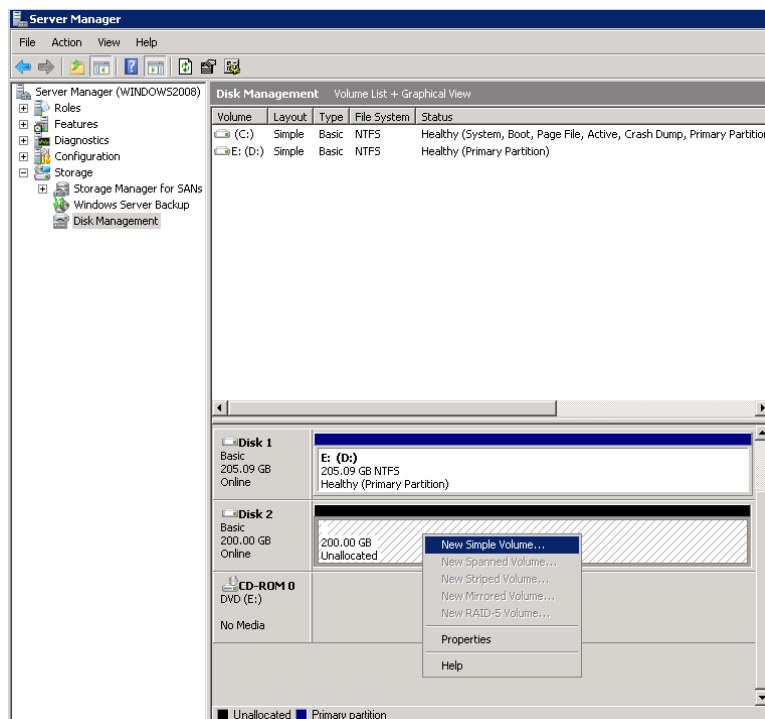 Server Manager
File Action View Help
Server Manager (WINDOWS2008)
Roles
Features
Diagnostics
Configuration
Storage
Storage Manager for SANs
Windows Server Backup
Disk Management
Disk Management Volume List + Graphical View
Volume Layout Type File System Status
(C:) Simple Basic NTFS Healthy (System, Boot, Page File, Active, Crash Dump, Primary Partitio
E: (D:) Simple Basic NTFS Healthy (Primary Partition)
Disk 1
Basic
205.09 GB
Online
E: (D:)
205.09 GB NTFS
Healthy (Primary Partition)
Disk 2
Basic
200.00 GB
Online
200.00 GB
Unallocated
New Simple Volume...
New Spanned Volume...
New Striped Volume...
New Mirrored Volume...
New RAID-5 Volume...
Properties
Help
CD-ROM 0
DVD (E:)
No Media
Unallocated Primary partition